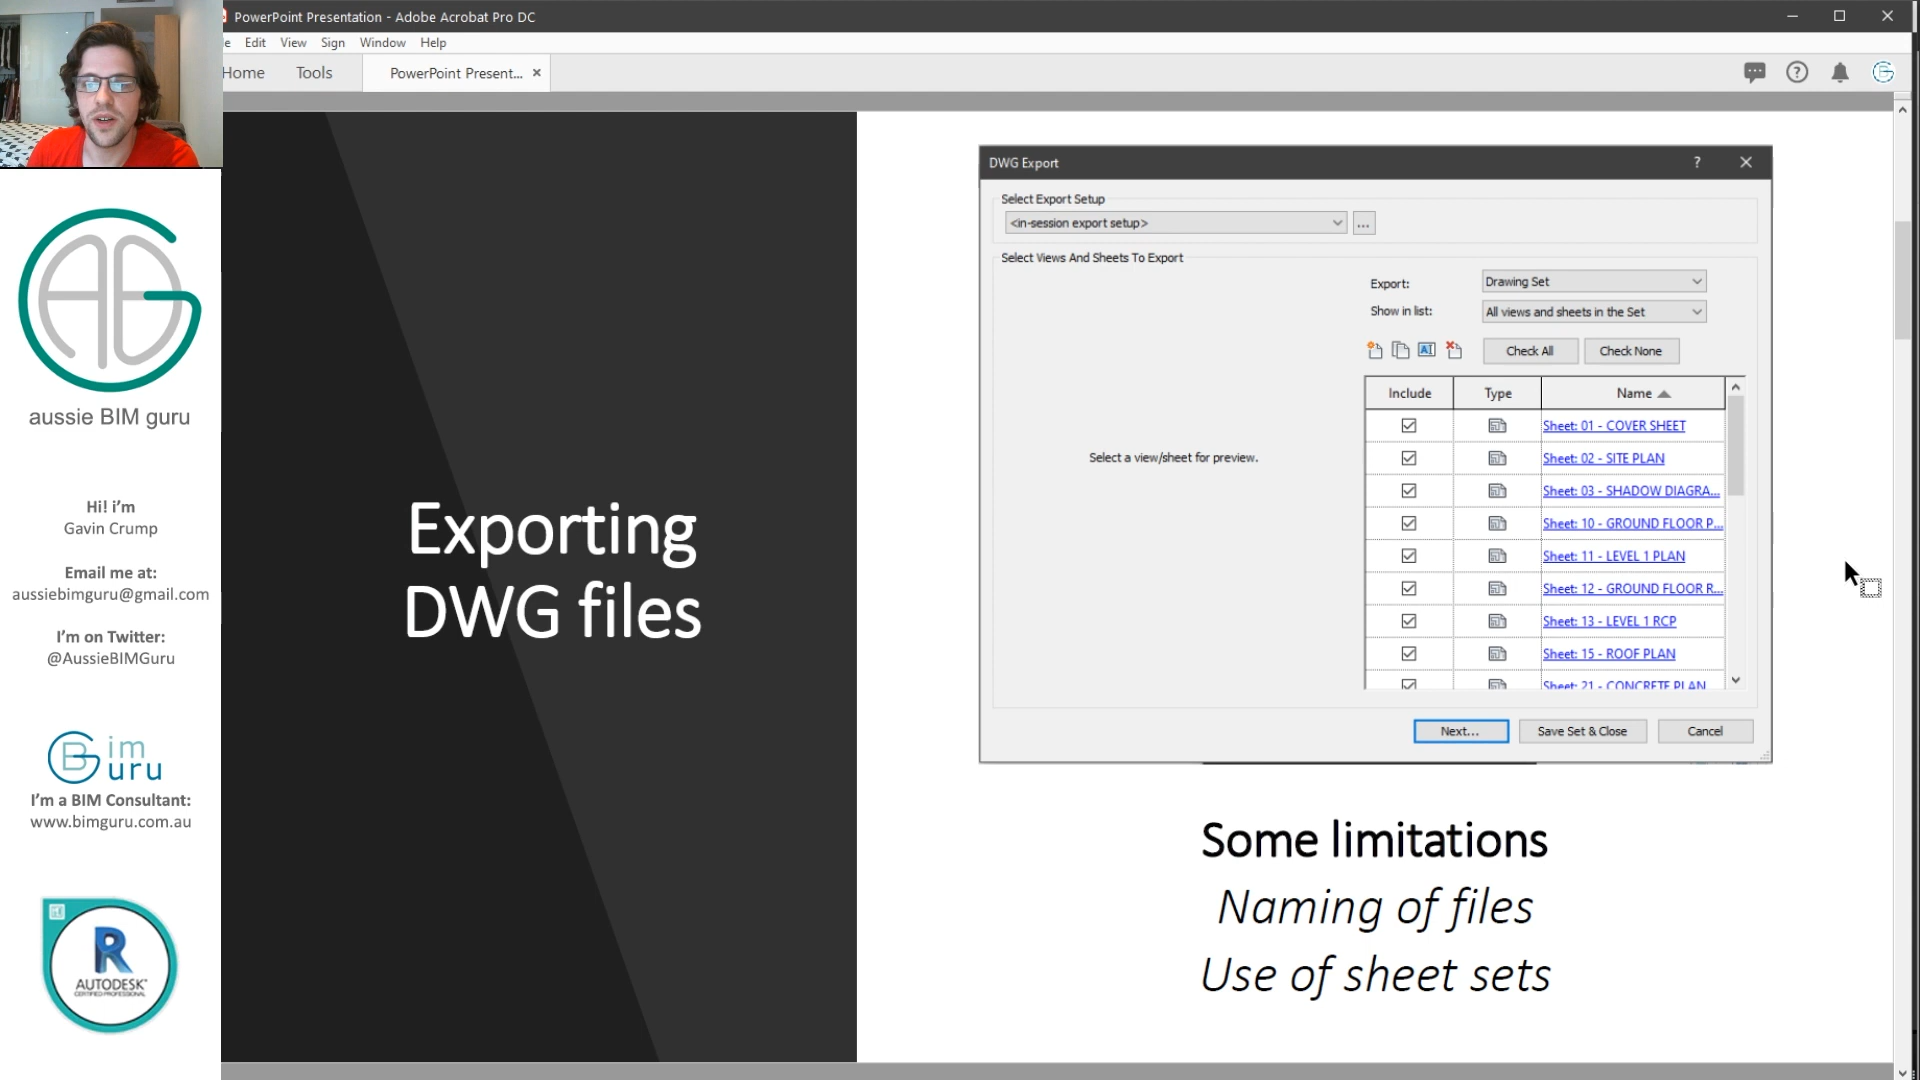 PowerPoint Presentation - Adobe Acrobat Pro DC
Edit View Sign Window Help
Home Tools PowerPoint Present... ×
aussie BIM guru
Hi! i'm
Gavin Crump
Email me at:
aussiebimguru@gmail.com
I'm on Twitter:
@AussieBIMGuru
BG im
uru
I'm a BIM Consultant:
www.bimguru.com.au
R
AUTODESK
CERTIFIED PROFESSIONAL
Exporting
DWG files
DWG Export
Select Export Setup
<in-session export setup>
...
Select Views And Sheets To Export
Select a view/sheet for preview.
Export: Drawing Set
Show in list: All views and sheets in the Set
Check All Check None
Include Type Name
Sheet: 01 - COVER SHEET
Sheet: 02 - SITE PLAN
Sheet: 03 - SHADOW DIAGRA...
Sheet: 10 - GROUND FLOOR P...
Sheet: 11 - LEVEL 1 PLAN
Sheet: 12 - GROUND FLOOR R...
Sheet: 13 - LEVEL 1 RCP
Sheet: 15 - ROOF PLAN
Sheet: 21 - CONCRETE PLAN
Next... Save Set & Close Cancel
Some limitations
Naming of files
Use of sheet sets